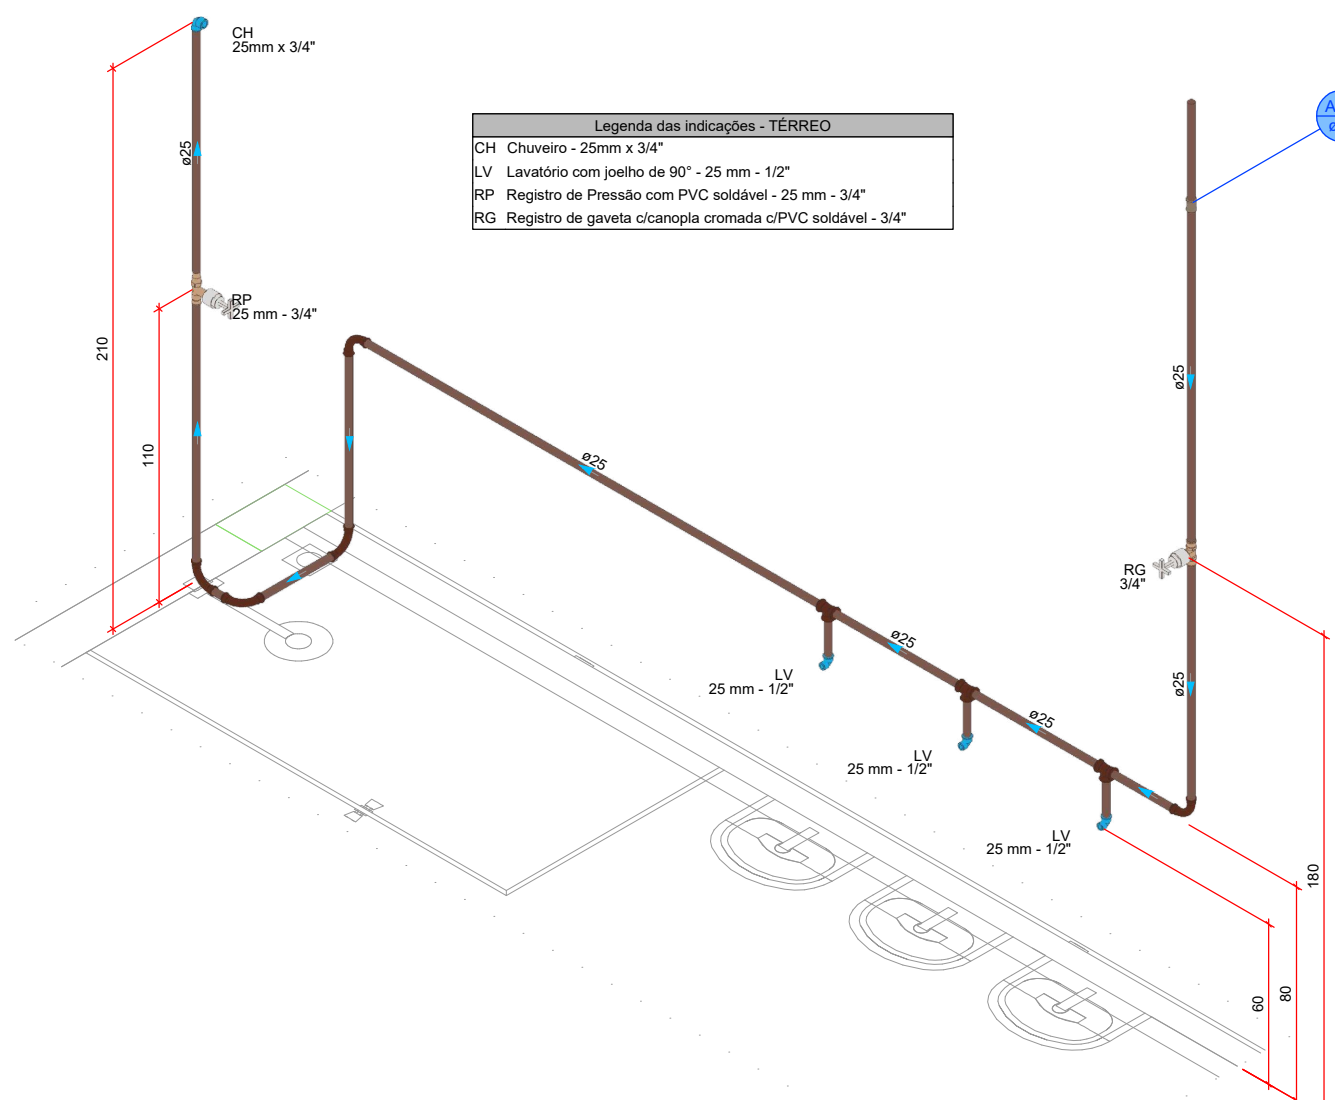 CH
25mm x 3/4"
Legenda das indicações - TÉRREO
CH Chuveiro - 25mm x 3/4"
LV Lavatório com joelho de 90° - 25 mm - 1/2"
RP Registro de Pressão com PVC soldável - 25 mm - 3/4"
RG Registro de gaveta c/canopla cromada c/PVC soldável - 3/4"
A
ø
ø25
RP
25 mm - 3/4"
210
110
ø25
ø25
RG
3/4"
ø25
LV
25 mm - 1/2"
ø25
ø25
LV
25 mm - 1/2"
LV
25 mm - 1/2"
180
80
60